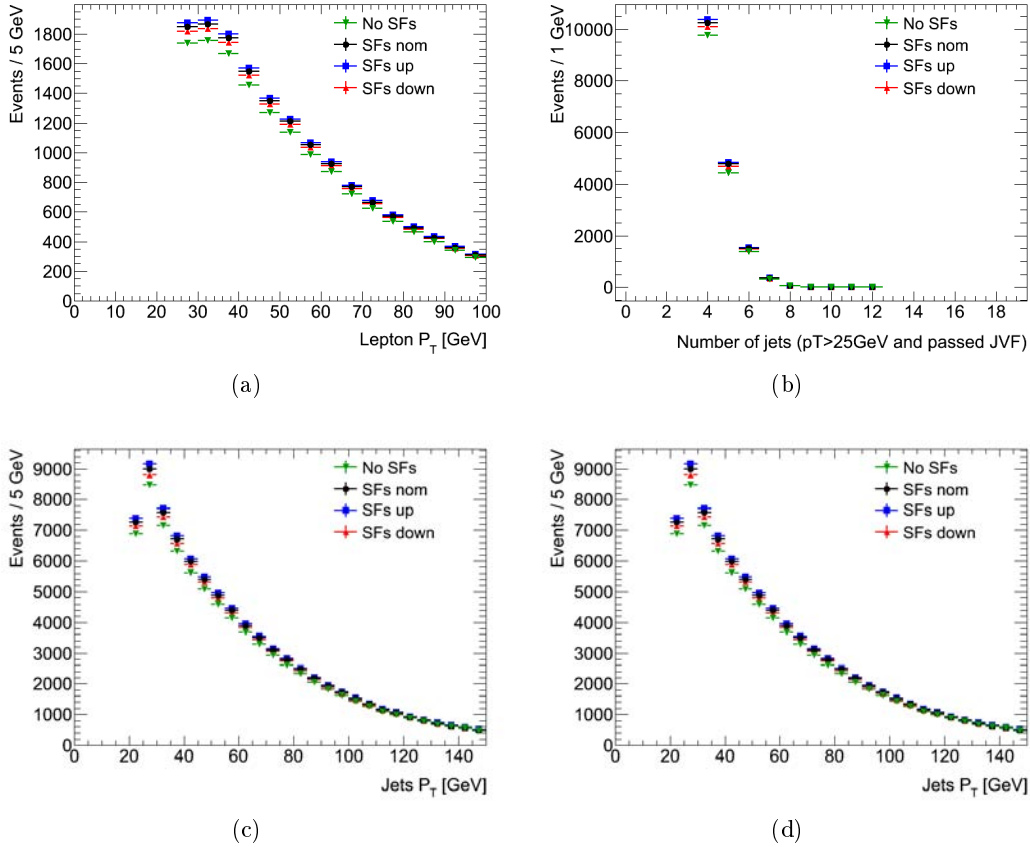 Events / 5 GeV
1800
1600
1400
1200
1000
800
600
400
200
0
No SFs
SFs nom
SFs up
SFs down
0 10 20 30 40 50 60 70 80 90 100
Lepton P_T [GeV]
(a)
Events / 1 GeV
10000
8000
6000
4000
2000
0
No SFs
SFs nom
SFs up
SFs down
0 2 4 6 8 10 12 14 16 18
Number of jets (pT>25GeV and passed JVF)
(b)
Events / 5 GeV
9000
8000
7000
6000
5000
4000
3000
2000
1000
0
No SFs
SFs nom
SFs up
SFs down
0 20 40 60 80 100 120 140
Jets P_T [GeV]
(c)
Events / 5 GeV
9000
8000
7000
6000
5000
4000
3000
2000
1000
0
No SFs
SFs nom
SFs up
SFs down
0 20 40 60 80 100 120 140
Jets P_T [GeV]
(d)